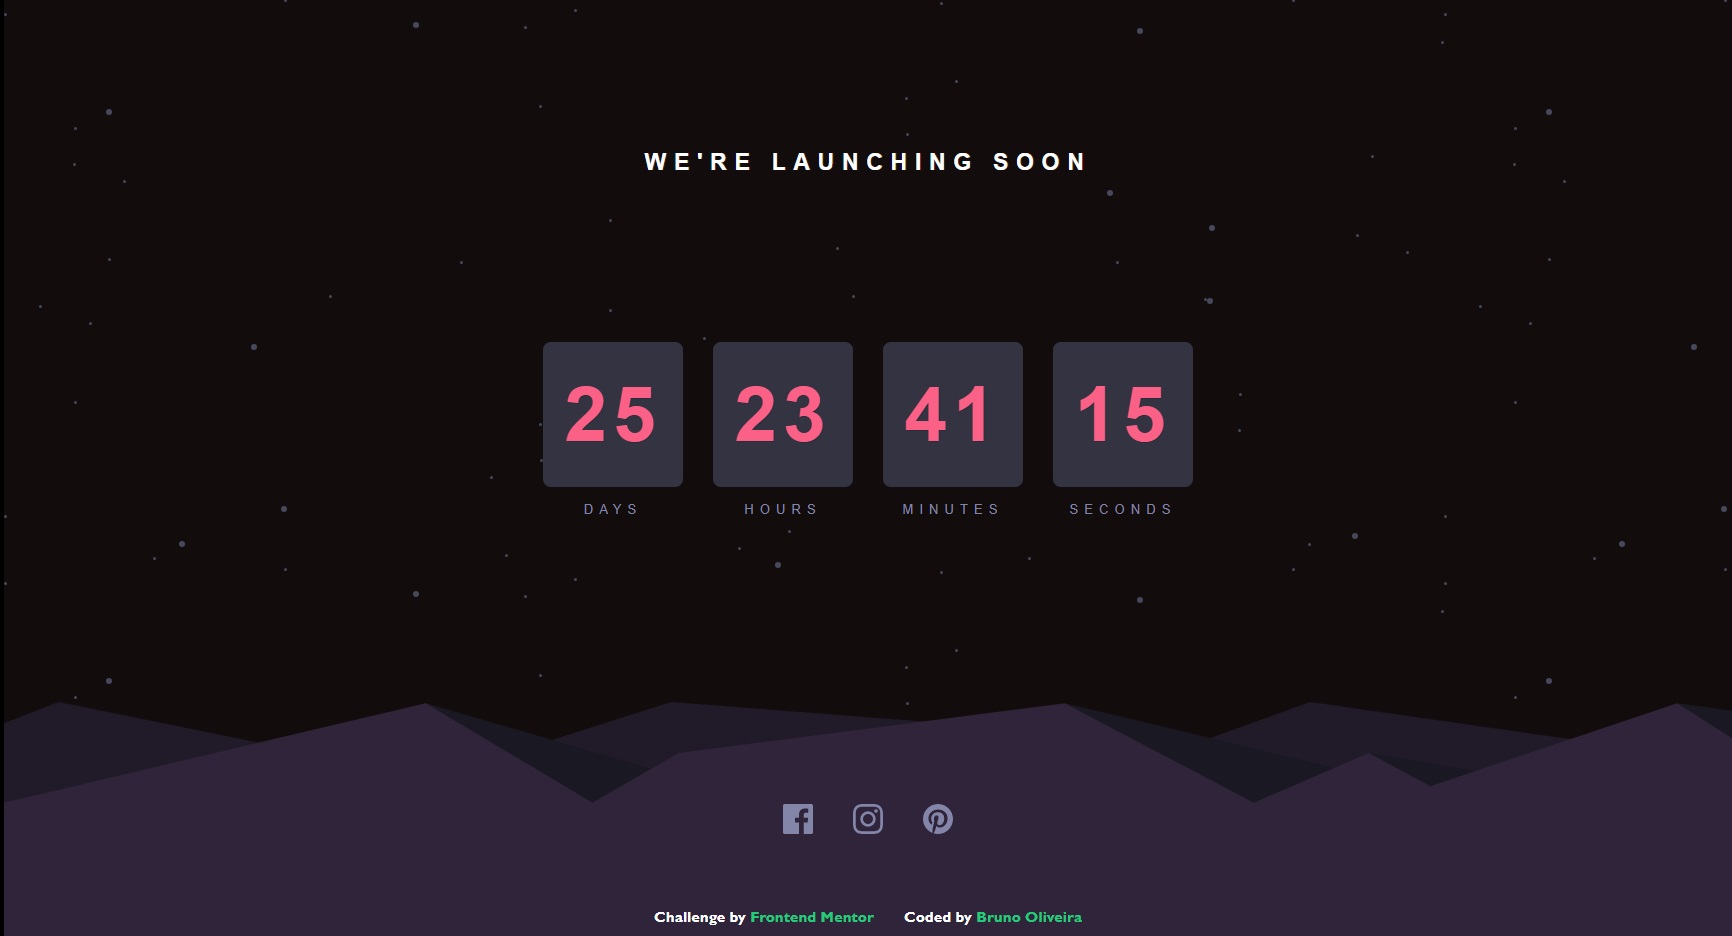 WE'RE LAUNCHING SOON
25 23 41 15
DAYS HOURS MINUTES SECONDS
Challenge by Frontend Mentor Coded by Bruno Oliveira